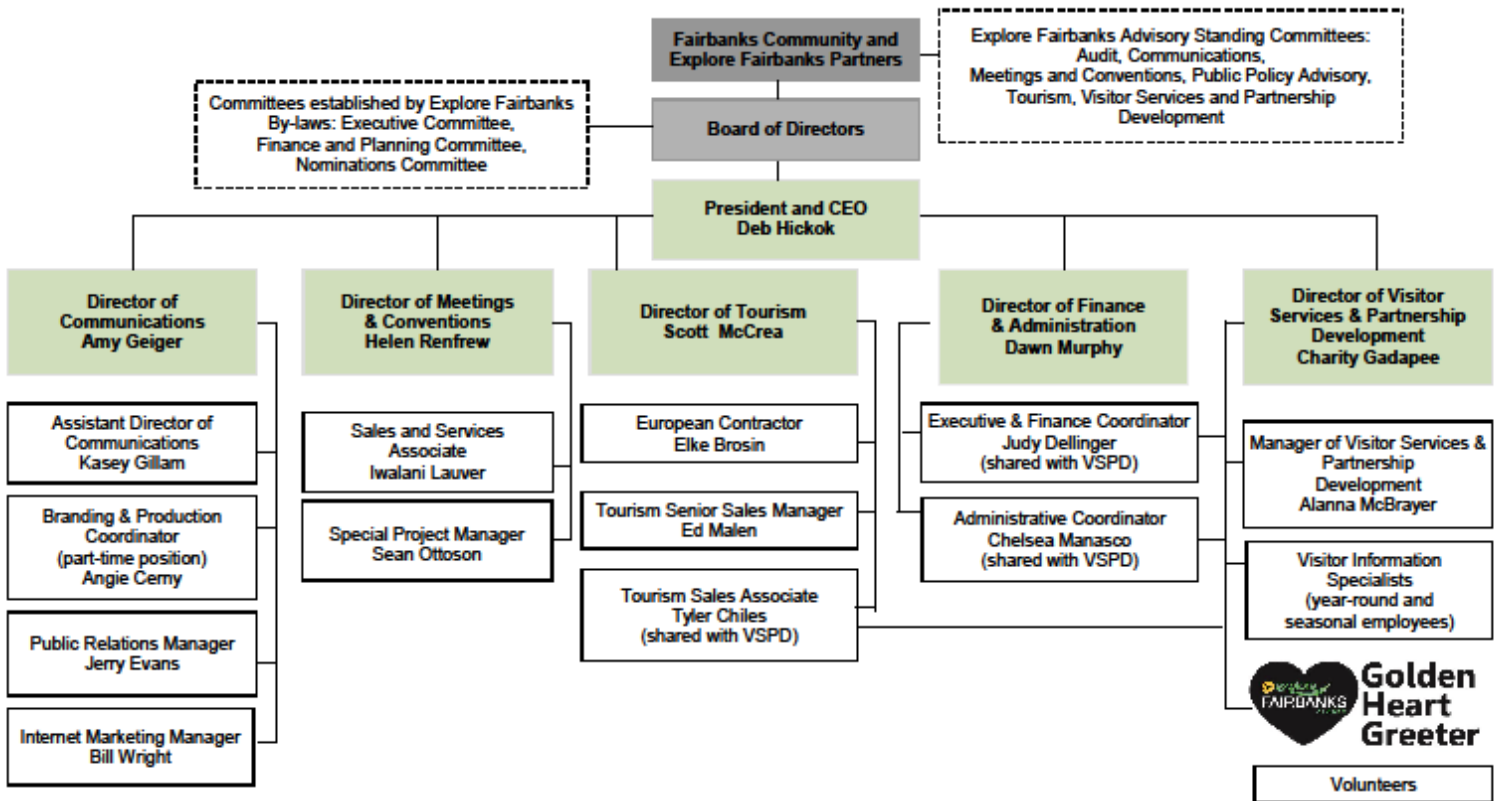 Fairbanks Community and
Explore Fairbanks Partners
Explore Fairbanks Advisory Standing Committees:
Audit, Communications,
Meetings and Conventions, Public Policy Advisory,
Tourism, Visitor Services and Partnership
Development
Committees established by Explore Fairbanks
By-laws: Executive Committee,
Finance and Planning Committee,
Nominations Committee
Board of Directors
President and CEO
Deb Hickok
Director of
Communications
Amy Geiger
Director of Meetings
& Conventions
Helen Renfrew
Director of Tourism
Scott McCrea
Director of Finance
& Administration
Dawn Murphy
Director of Visitor
Services & Partnership
Development
Charity Gadapee
Assistant Director of
Communications
Kasey Gillam
Branding & Production
Coordinator
(part-time position)
Angie Cerny
Public Relations Manager
Jerry Evans
Internet Marketing Manager
Bill Wright
Sales and Services
Associate
Iwalani Lauver
Special Project Manager
Sean Ottoson
European Contractor
Elke Brosin
Tourism Senior Sales Manager
Ed Malen
Tourism Sales Associate
Tyler Chiles
(shared with VSPD)
Executive & Finance Coordinator
Judy Dellinger
(shared with VSPD)
Administrative Coordinator
Chelsea Manasco
(shared with VSPD)
Manager of Visitor Services &
Partnership
Development
Alanna McBrayer
Visitor Information
Specialists
(year-round and
seasonal employees)
explore
FAIRBANKS
Golden
Heart
Greeter
Volunteers